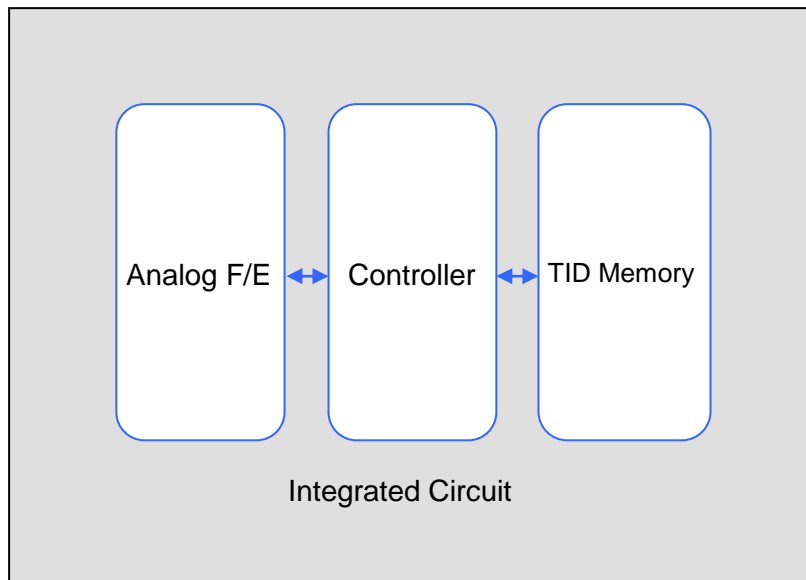 Analog F/E
Controller
TID Memory
Integrated Circuit